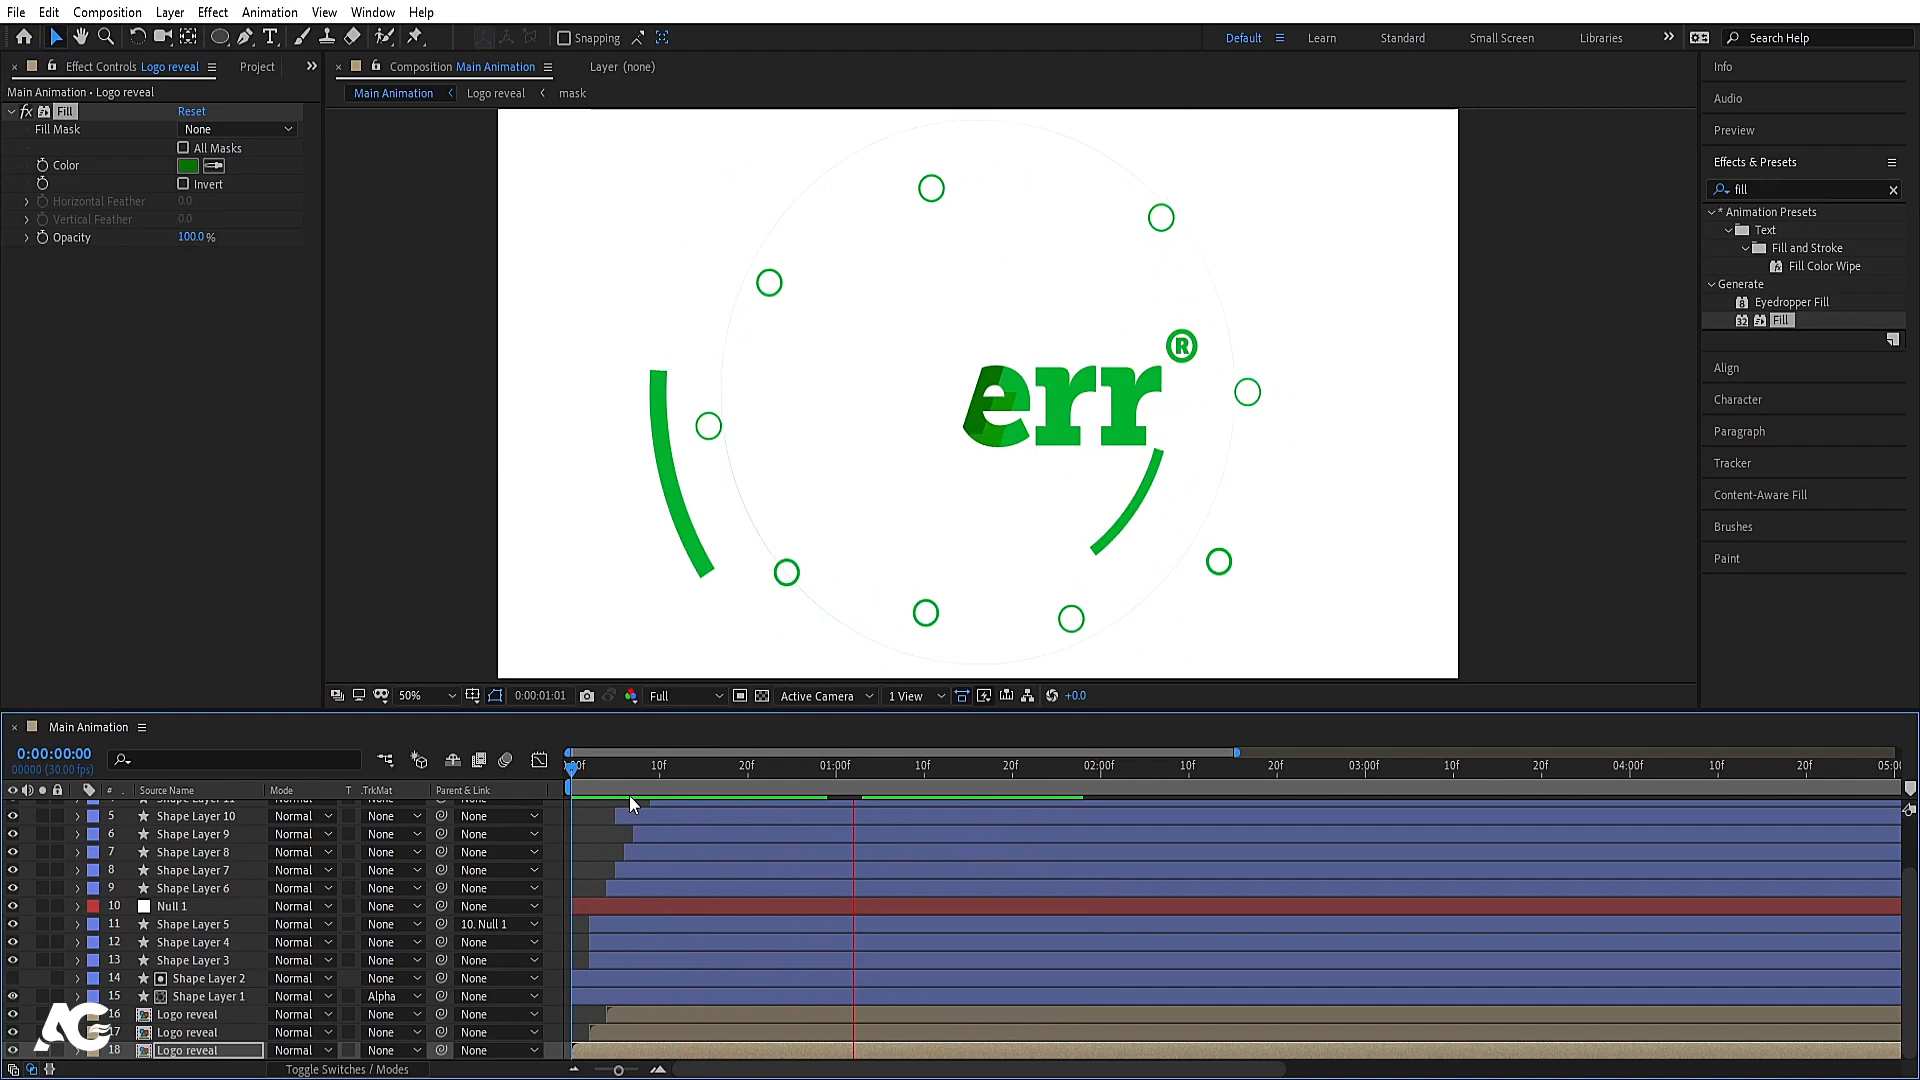 File Edit Composition Layer Effect Animation View Window Help
Snapping Default Learn Standard Small Screen Libraries Search Help
Effect Controls Logo reveal Project
Composition Main Animation Layer (none)
Main Animation • Logo reveal
Main Animation Logo reveal mask
fx Fill Reset
Fill Mask None
All Masks
Color
Invert
Horizontal Feather 0.0
Vertical Feather 0.0
Opacity 100.0 %
err®
Info
Audio
Preview
Effects & Presets
fill
* Animation Presets
Text
Fill and Stroke
Fill Color Wipe
Generate
Eyedropper Fill
32 Fill
Align
Character
Paragraph
Tracker
Content-Aware Fill
Brushes
Paint
50% 0:00:01:01 Full Active Camera 1 View +0.0
Main Animation
0:00:00:00
00000 (30.00 fps)
10f 20f 01:00f 10f 20f 02:00f 10f 20f 03:00f 10f 20f 04:00f 10f 20f 05:0
# Source Name Mode T .TrkMat Parent & Link
5 Shape Layer 10 Normal None None
6 Shape Layer 9 Normal None None
7 Shape Layer 8 Normal None None
8 Shape Layer 7 Normal None None
9 Shape Layer 6 Normal None None
10 Null 1 Normal None None
11 Shape Layer 5 Normal None 10. Null 1
12 Shape Layer 4 Normal None None
13 Shape Layer 3 Normal None None
14 Shape Layer 2 Normal None None
15 Shape Layer 1 Normal Alpha None
16 Logo reveal Normal None None
17 Logo reveal Normal None None
18 Logo reveal Normal None None
AG
Toggle Switches / Modes